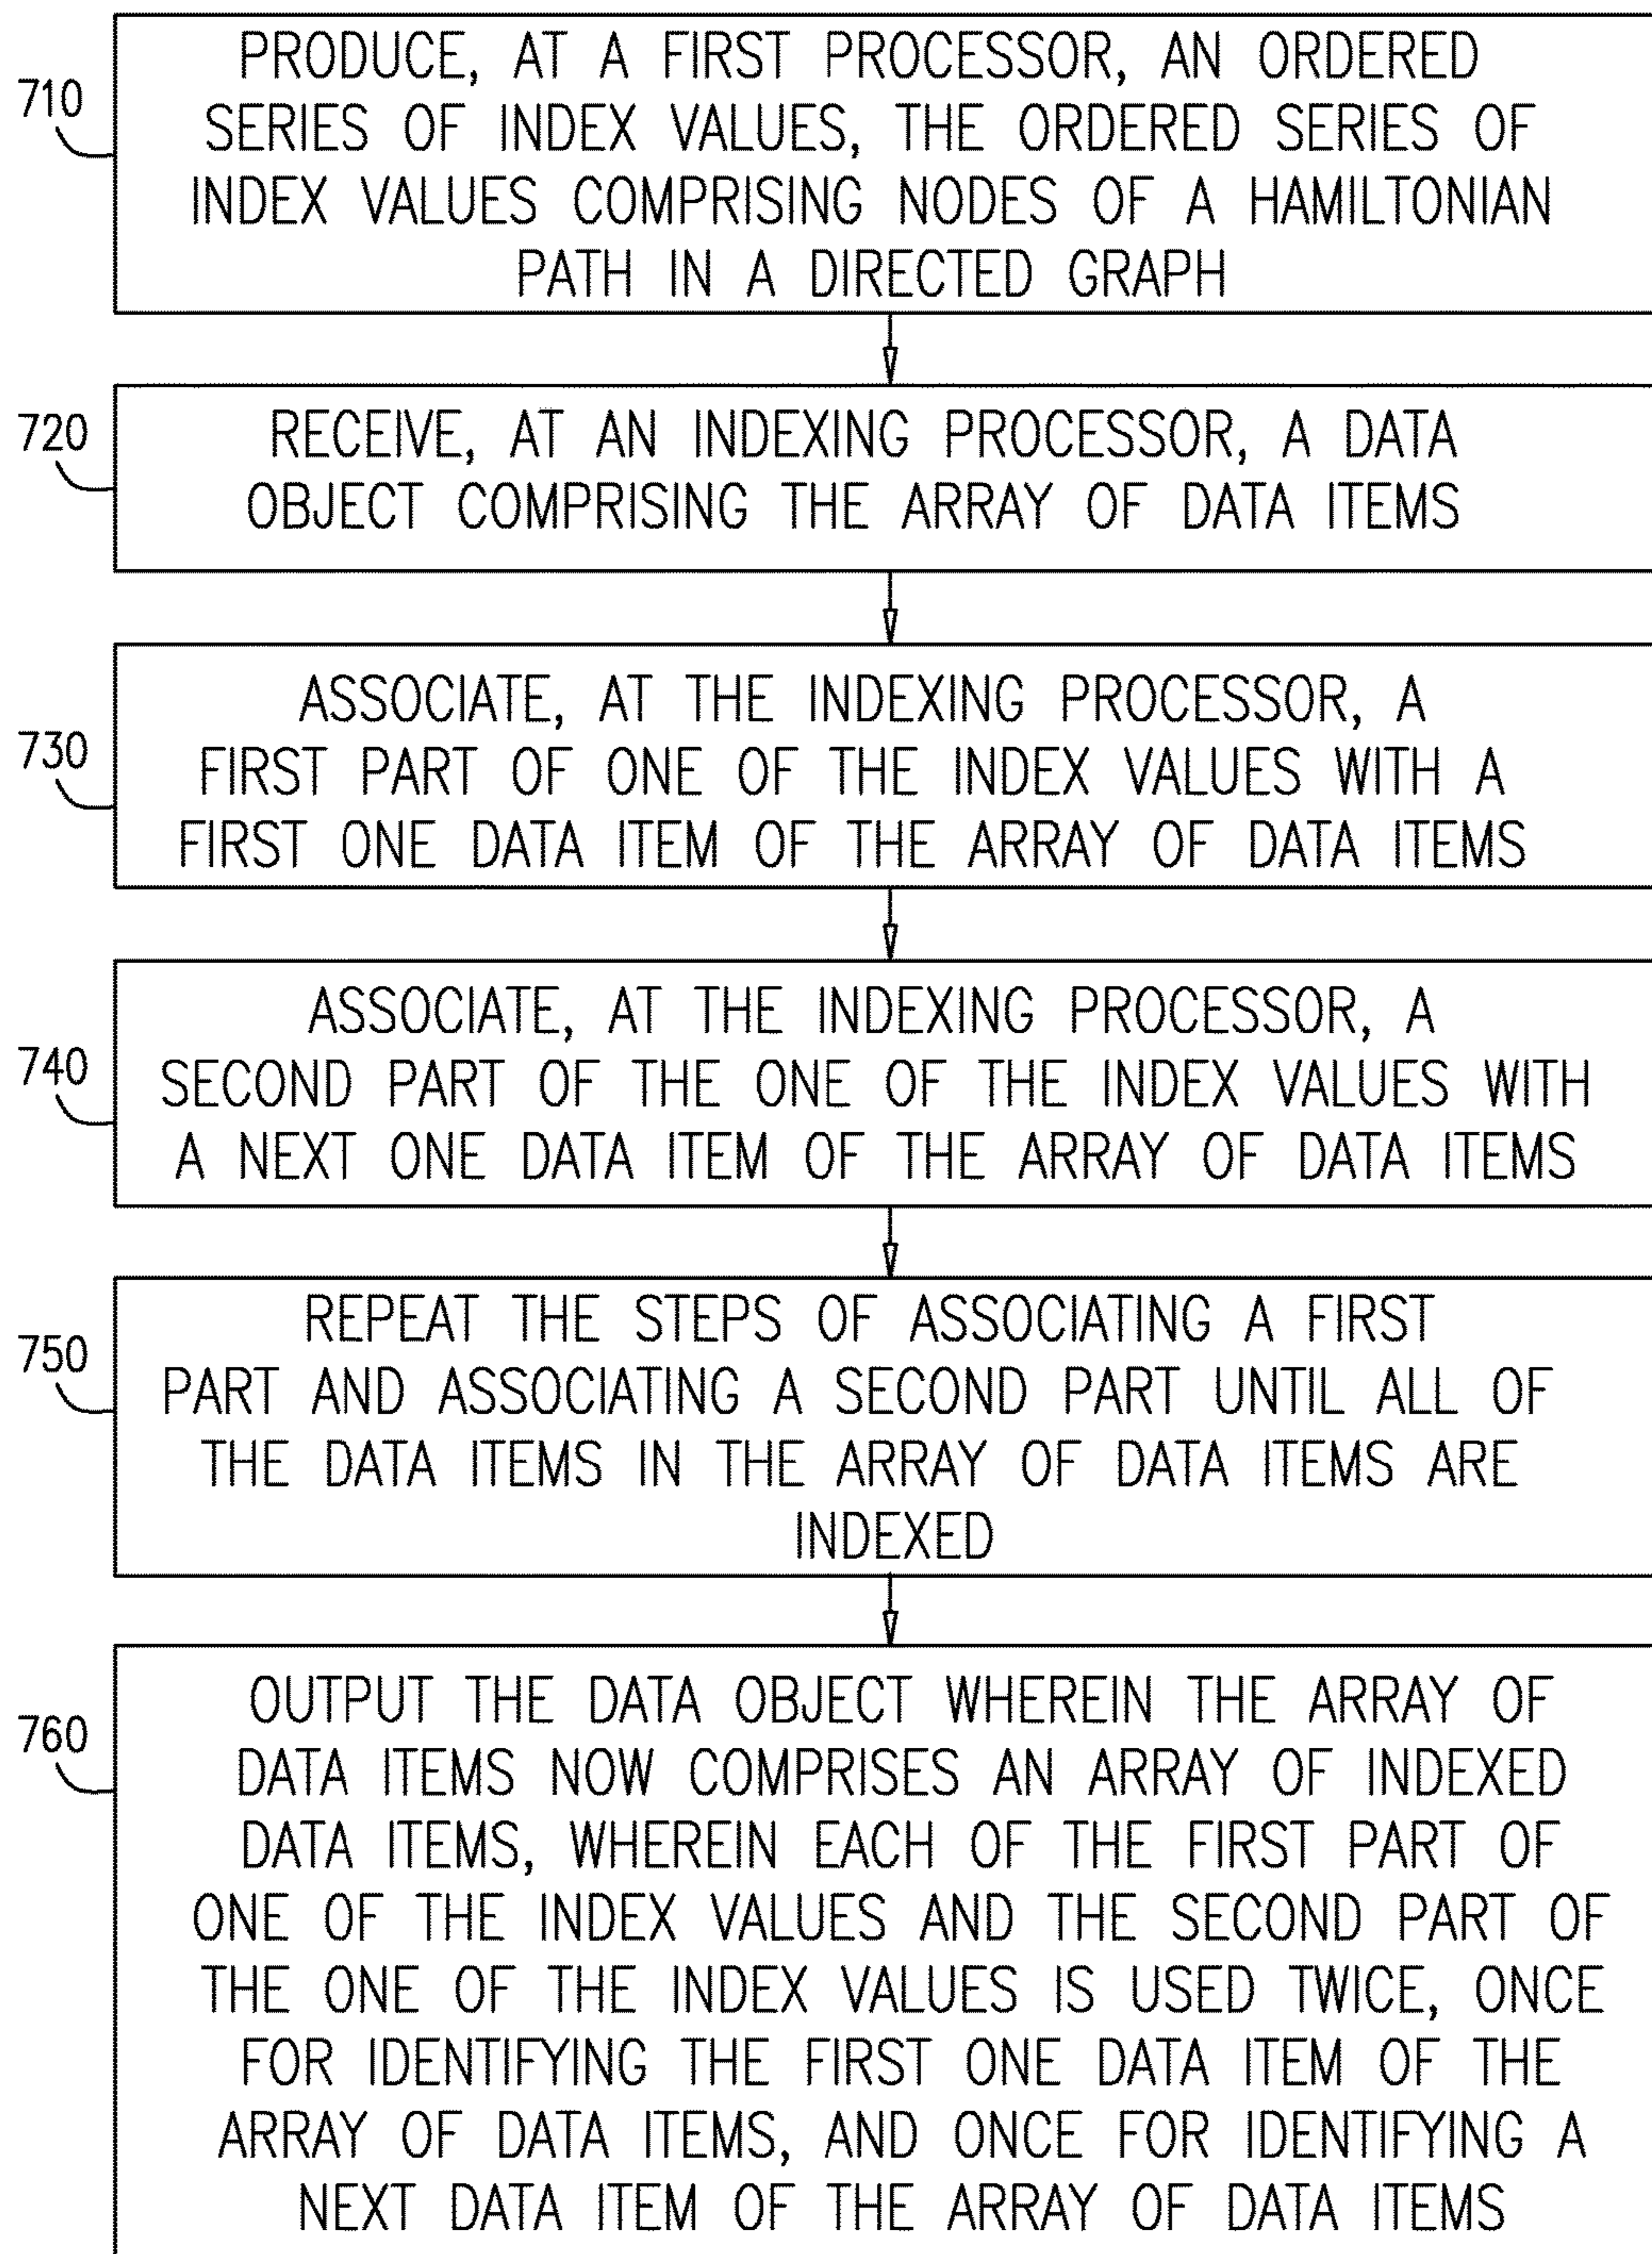 710
PRODUCE, AT A FIRST PROCESSOR, AN ORDERED
SERIES OF INDEX VALUES, THE ORDERED SERIES OF
INDEX VALUES COMPRISING NODES OF A HAMILTONIAN
PATH IN A DIRECTED GRAPH
720
RECEIVE, AT AN INDEXING PROCESSOR, A DATA
OBJECT COMPRISING THE ARRAY OF DATA ITEMS
730
ASSOCIATE, AT THE INDEXING PROCESSOR, A
FIRST PART OF ONE OF THE INDEX VALUES WITH A
FIRST ONE DATA ITEM OF THE ARRAY OF DATA ITEMS
740
ASSOCIATE, AT THE INDEXING PROCESSOR, A
SECOND PART OF THE ONE OF THE INDEX VALUES WITH
A NEXT ONE DATA ITEM OF THE ARRAY OF DATA ITEMS
750
REPEAT THE STEPS OF ASSOCIATING A FIRST
PART AND ASSOCIATING A SECOND PART UNTIL ALL OF
THE DATA ITEMS IN THE ARRAY OF DATA ITEMS ARE
INDEXED
760
OUTPUT THE DATA OBJECT WHEREIN THE ARRAY OF
DATA ITEMS NOW COMPRISES AN ARRAY OF INDEXED
DATA ITEMS, WHEREIN EACH OF THE FIRST PART OF
ONE OF THE INDEX VALUES AND THE SECOND PART OF
THE ONE OF THE INDEX VALUES IS USED TWICE, ONCE
FOR IDENTIFYING THE FIRST ONE DATA ITEM OF THE
ARRAY OF DATA ITEMS, AND ONCE FOR IDENTIFYING A
NEXT DATA ITEM OF THE ARRAY OF DATA ITEMS